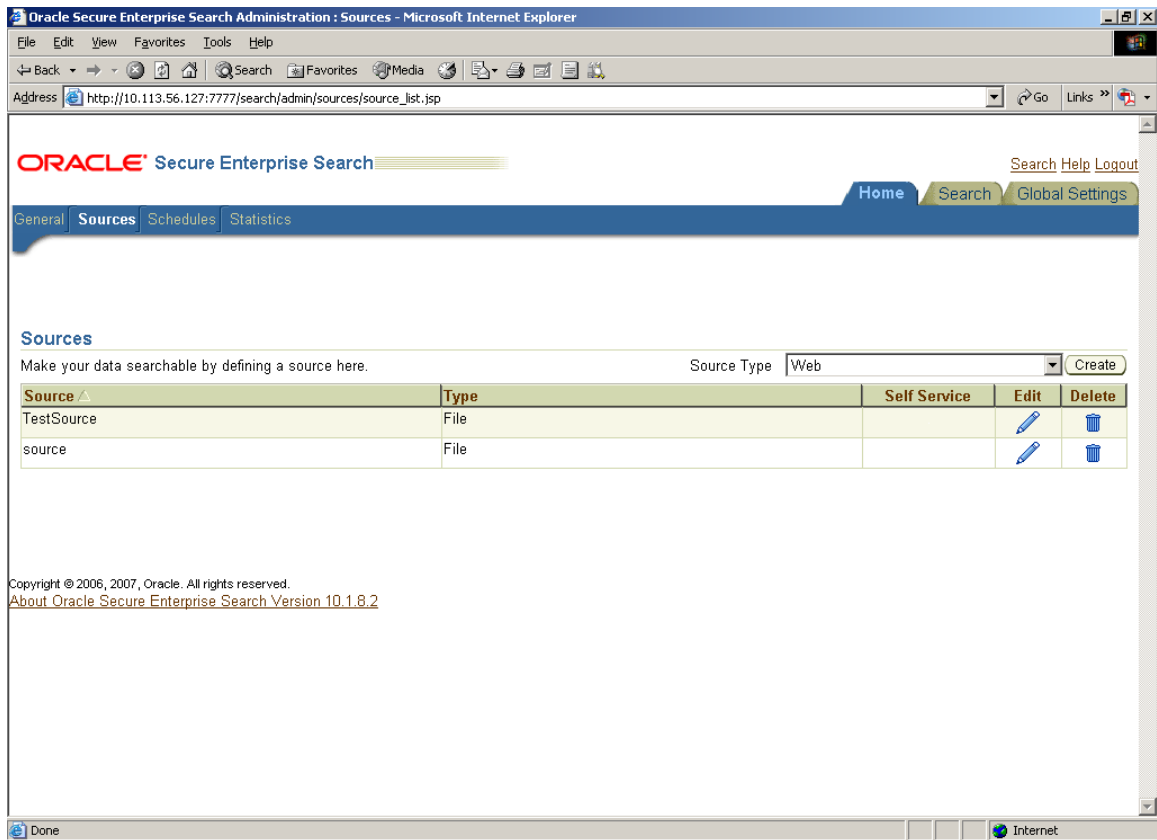 Oracle Secure Enterprise Search Administration : Sources - Microsoft Internet Explorer
File Edit View Favorites Tools Help
Back Search Favorites Media
Address http://10.113.56.127:7777/search/admin/sources/source_list.jsp Go Links »
ORACLE Secure Enterprise Search
Search Help Logout
Home Search Global Settings
General Sources Schedules Statistics
Sources
Make your data searchable by defining a source here. Source Type Web Create
Source Type Self Service Edit Delete
TestSource File
source File
Copyright © 2006, 2007, Oracle. All rights reserved.
About Oracle Secure Enterprise Search Version 10.1.8.2
Done Internet